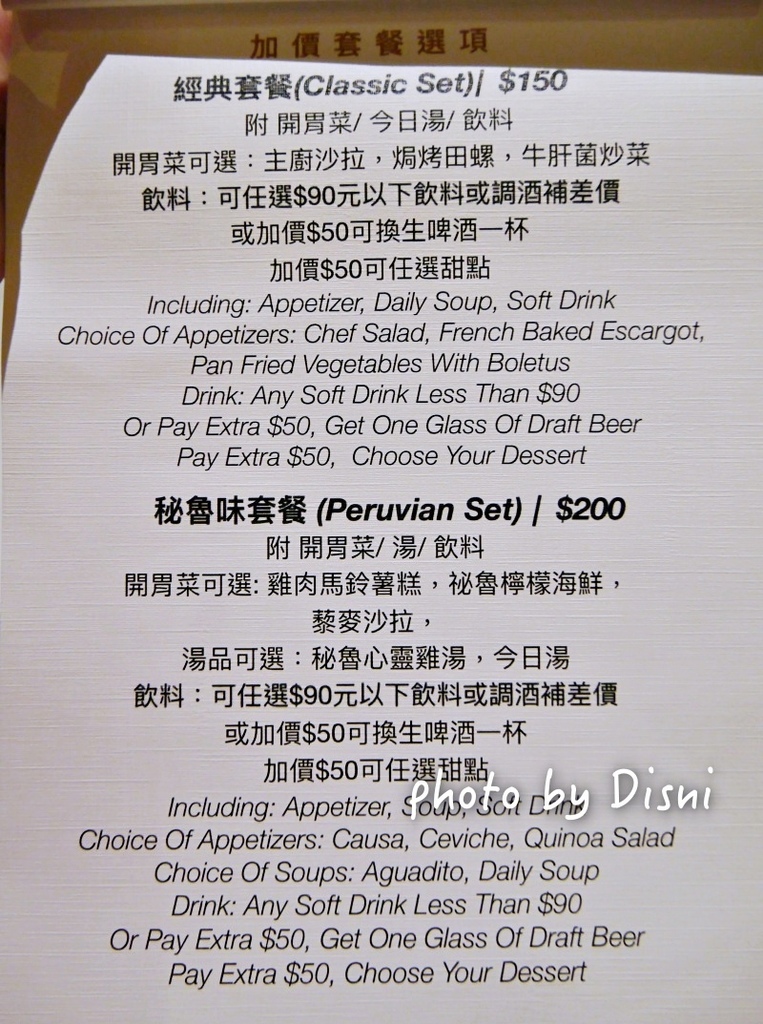 加價套餐選項
經典套餐(Classic Set)| $150
附 開胃菜/ 今日湯/ 飲料
開胃菜可選：主廚沙拉，焗烤田螺，牛肝菌炒菜
飲料：可任選$90元以下飲料或調酒補差價
或加價$50可換生啤酒一杯
加價$50可任選甜點
Including: Appetizer, Daily Soup, Soft Drink
Choice Of Appetizers: Chef Salad, French Baked Escargot,
Pan Fried Vegetables With Boletus
Drink: Any Soft Drink Less Than $90
Or Pay Extra $50, Get One Glass Of Draft Beer
Pay Extra $50, Choose Your Dessert
秘魯味套餐 (Peruvian Set) | $200
附 開胃菜/ 湯/ 飲料
開胃菜可選: 雞肉馬鈴薯糕，祕魯檸檬海鮮，
藜麥沙拉，
湯品可選：秘魯心靈雞湯，今日湯
飲料：可任選$90元以下飲料或調酒補差價
或加價$50可換生啤酒一杯
加價$50可任選甜點
photo by Disni
Including: Appetizer, Soup, Soft Drink
Choice Of Appetizers: Causa, Ceviche, Quinoa Salad
Choice Of Soups: Aguadito, Daily Soup
Drink: Any Soft Drink Less Than $90
Or Pay Extra $50, Get One Glass Of Draft Beer
Pay Extra $50, Choose Your Dessert